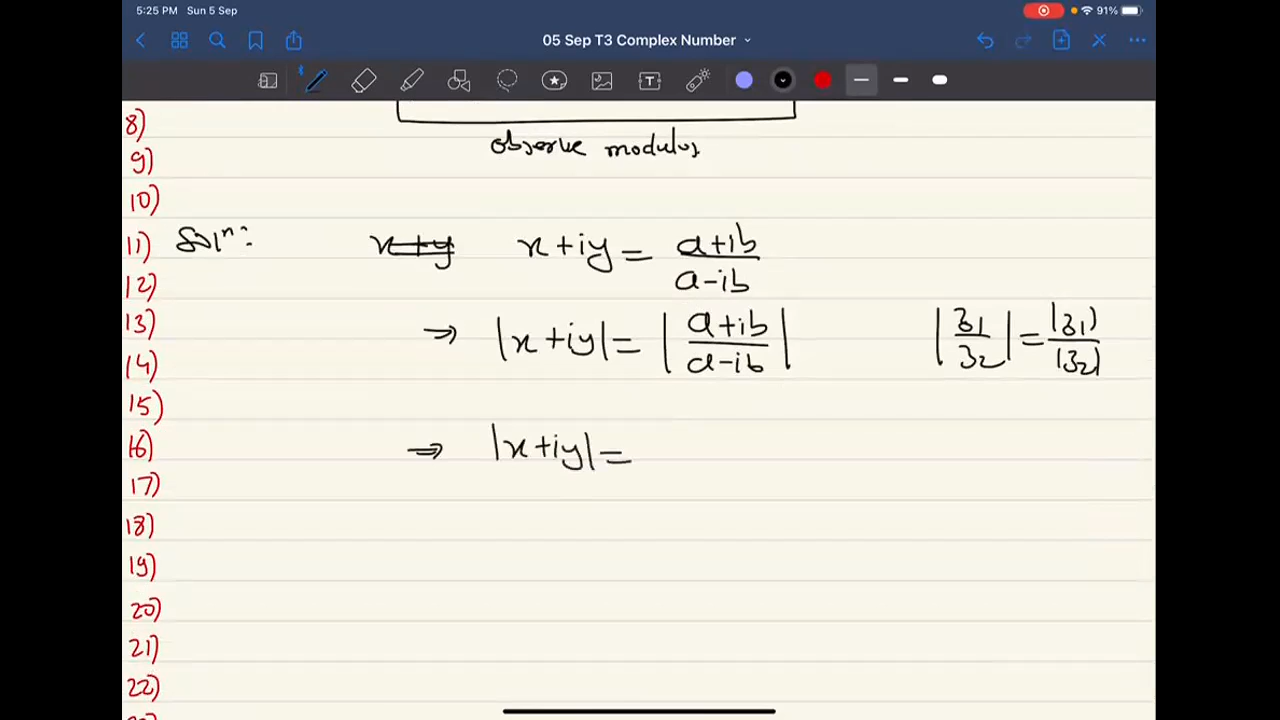 5:25 PM Sun 5 Sep 91%
05 Sep T3 Complex Number
8)
observe modulus
9)
10)
11) Solⁿ: x+y x+iy = (a+ib)/(a-ib)
12)
13) ⇒ |x+iy| = |(a+ib)/(a-ib)| |z1/z2| = |z1|/|z2|
14)
15)
16) ⇒ |x+iy| =
17)
18)
19)
20)
21)
22)